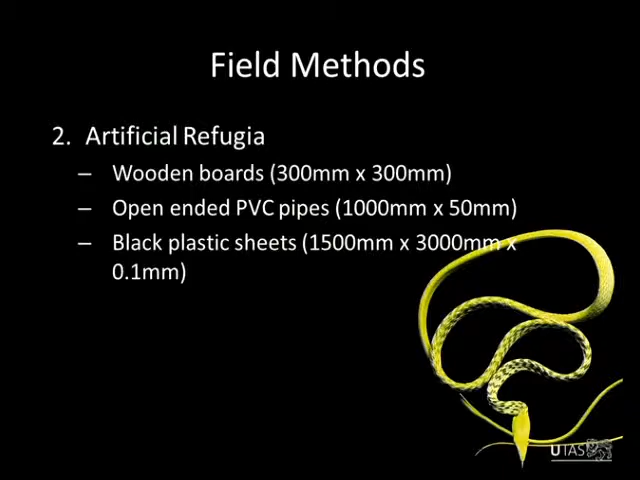 Field Methods
2. Artificial Refugia
– Wooden boards (300mm x 300mm)
– Open ended PVC pipes (1000mm x 50mm)
– Black plastic sheets (1500mm x 3000mm x
0.1mm)
UTAS